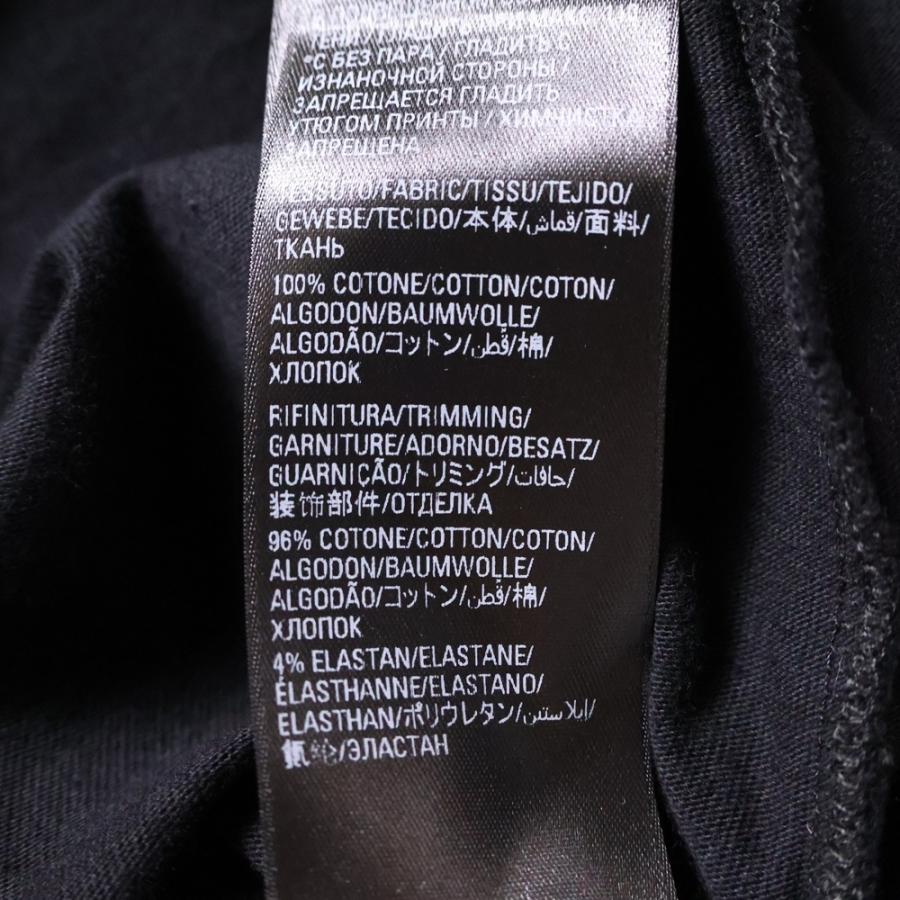 *С БЕЗ ПАРА / ГЛАДИТЬ С
ИЗНАНОЧНОЙ СТОРОНЫ /
ЗАПРЕЩАЕТСЯ ГЛАДИТЬ
УТЮГОМ ПРИНТЫ / ХИМЧИСТКА
ЗАПРЕЩЕНА
TESSUTO/FABRIC/TISSU/TEJIDO/
GEWEBE/TECIDO/本体/قماش/面料/
ТКАНЬ
100% COTONE/COTTON/COTON/
ALGODON/BAUMWOLLE/
ALGODÃO/コットン/قطن/棉/
ХЛОПОК
RIFINITURA/TRIMMING/
GARNITURE/ADORNO/BESATZ/
GUARNIÇÃO/トリミング/حافات/
装饰部件/ОТДЕЛКА
96% COTONE/COTTON/COTON/
ALGODON/BAUMWOLLE/
ALGODÃO/コットン/قطن/棉/
ХЛОПОК
4% ELASTAN/ELASTANE/
ÉLASTHANNE/ELASTANO/
ELASTHAN/ポリウレタン/إيلاستين/
氨纶/ЭЛАСТАН